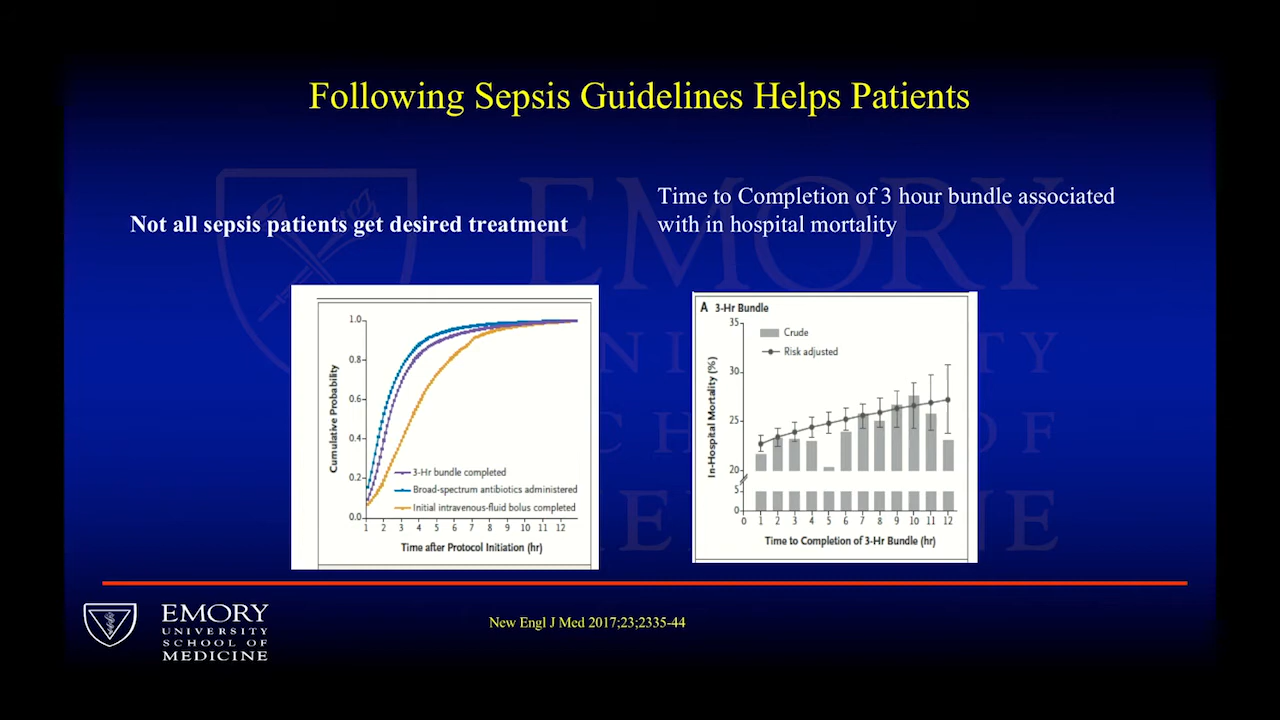 Following Sepsis Guidelines Helps Patients
Not all sepsis patients get desired treatment
Time to Completion of 3 hour bundle associated
with in hospital mortality
Cumulative Probability
1.0
0.8
0.6
0.4
0.2
0.0
3-Hr bundle completed
Broad-spectrum antibiotics administered
Initial intravenous-fluid bolus completed
1 2 3 4 5 6 7 8 9 10 11 12
Time after Protocol Initiation (hr)
A 3-Hr Bundle
In-Hospital Mortality (%)
35
30
25
20
5
0
Crude
Risk adjusted
0 1 2 3 4 5 6 7 8 9 10 11 12
Time to Completion of 3-Hr Bundle (hr)
EMORY
UNIVERSITY
SCHOOL OF
MEDICINE
New Engl J Med 2017;23;2335-44
EMORY
UNIVERSITY
SCHOOL OF
MEDICINE